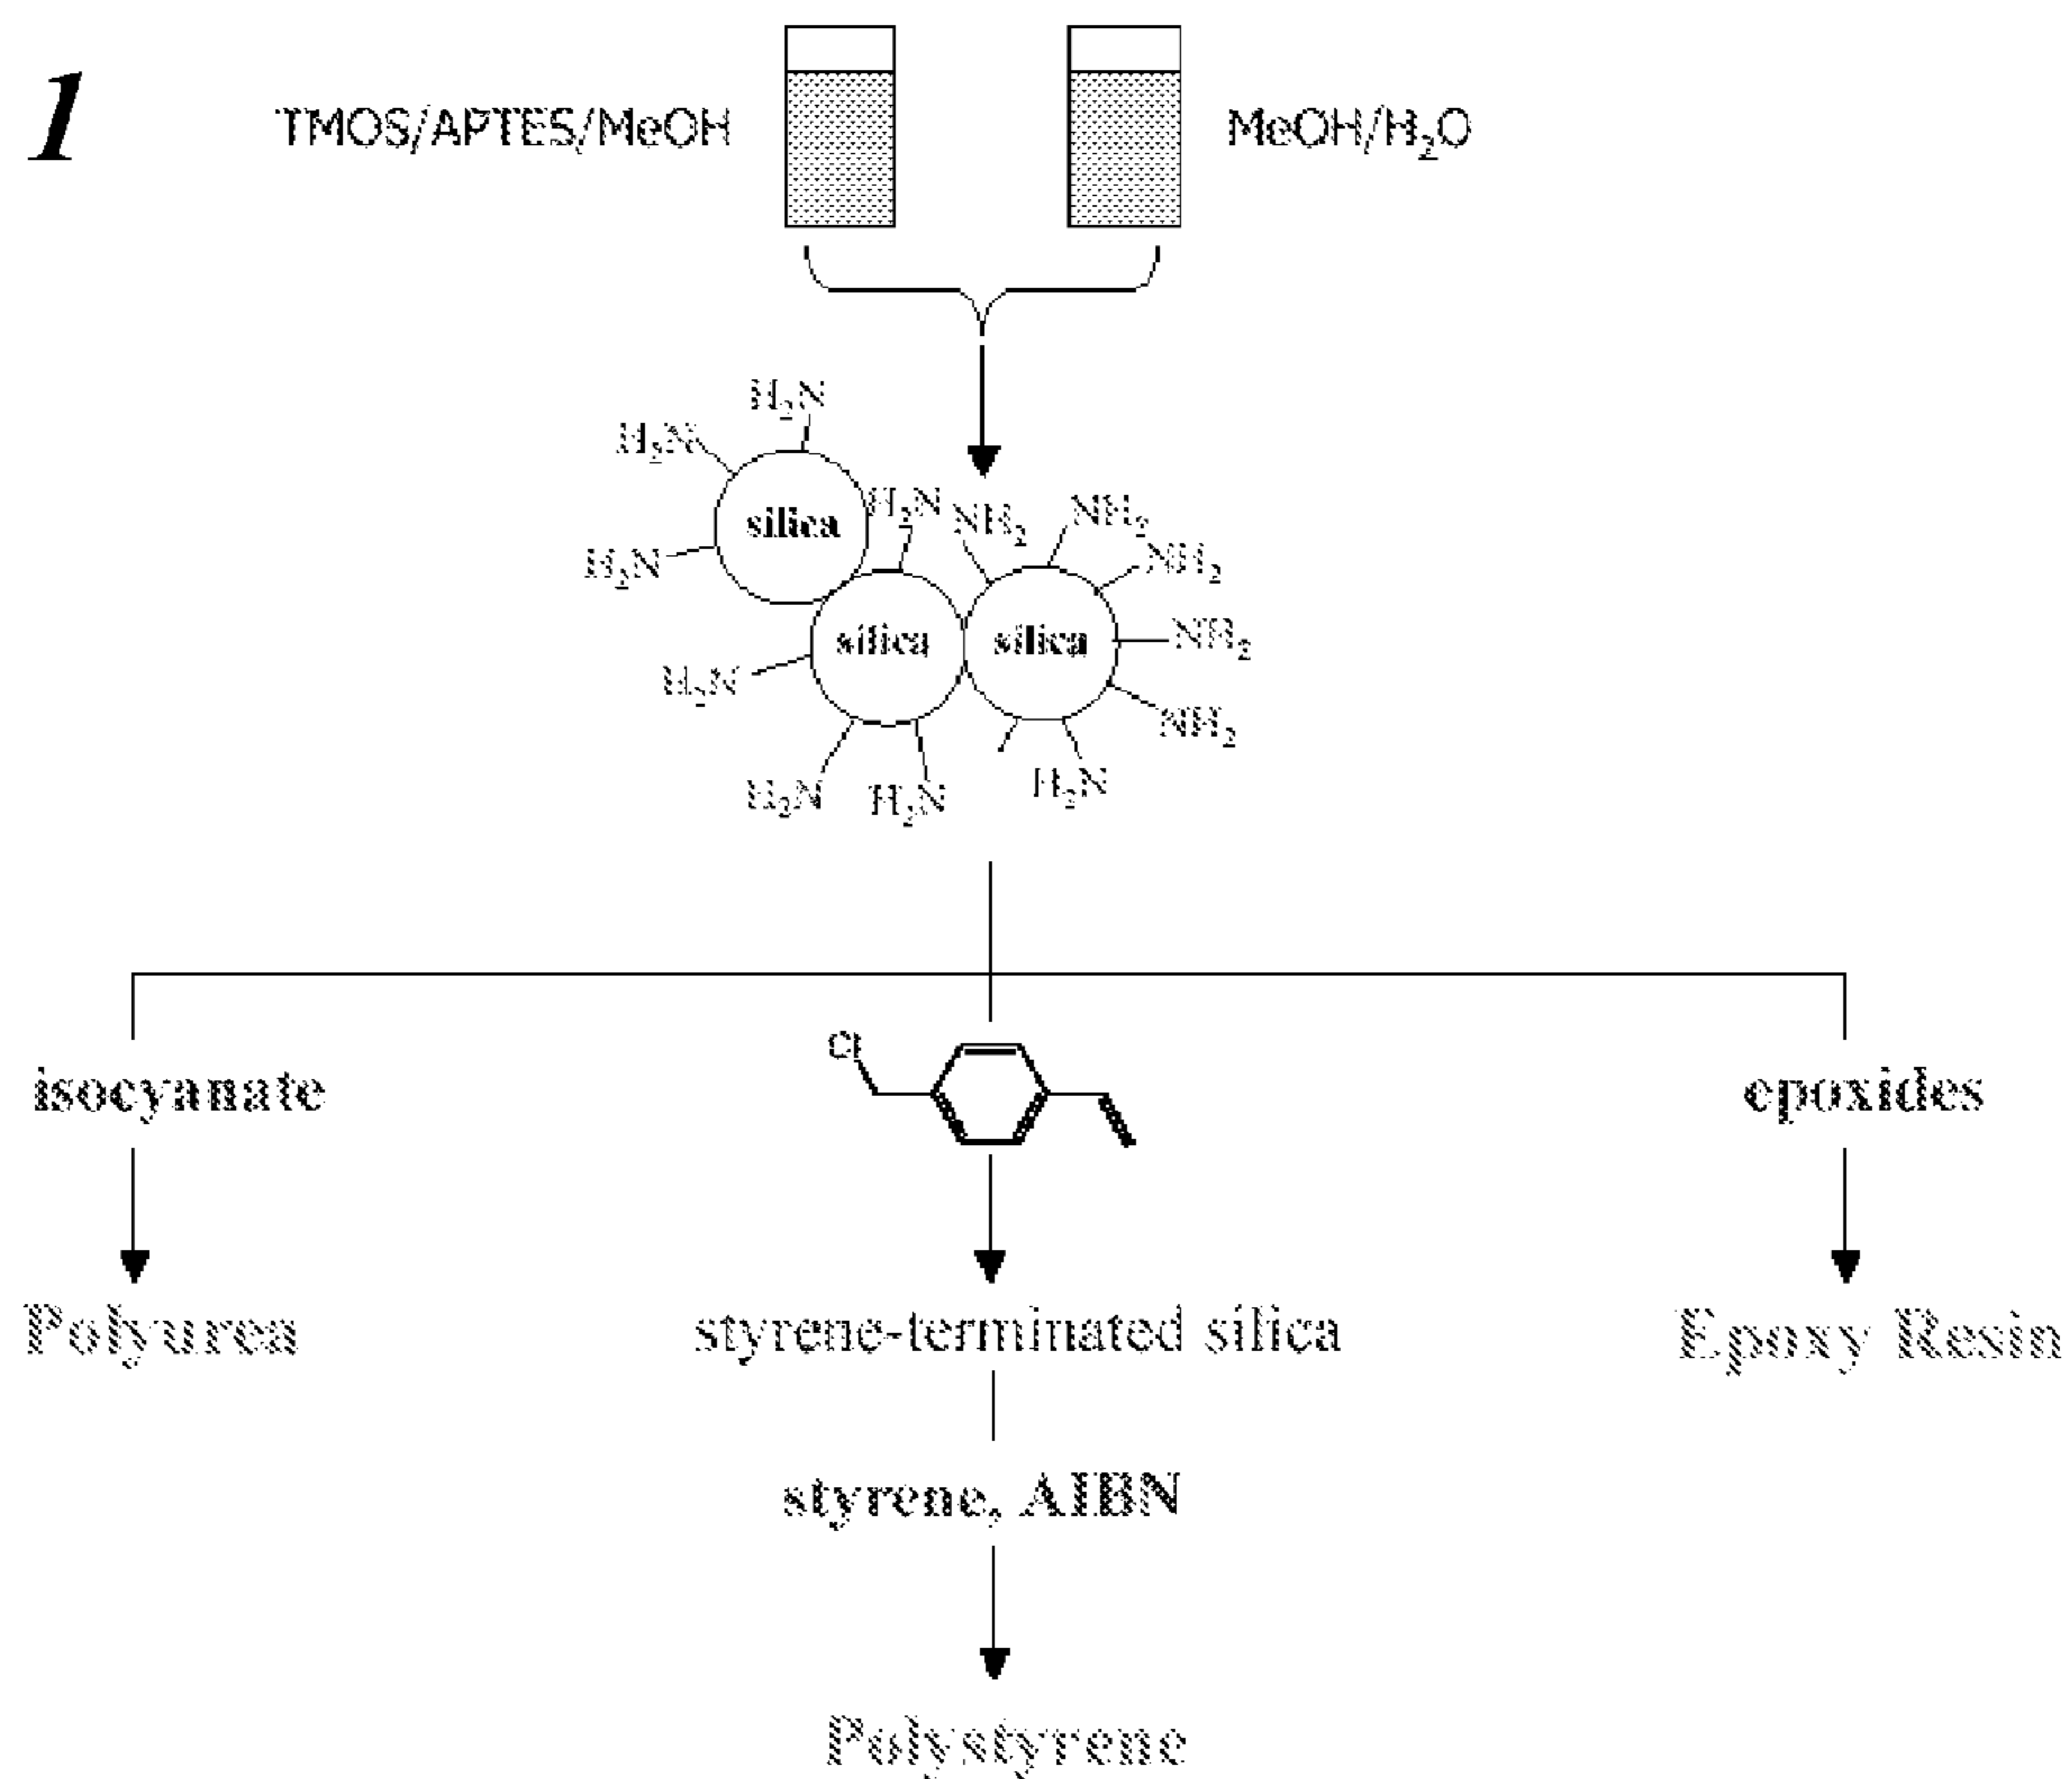 1
TMOS/APTES/MeOH
MeOH/H₂O
H₂N
H₂N
silica
H₂N
NH₂
NH₂
NH₂
H₂N
silica
silica
NH₂
H₂N
NH₂
H₂N
H₂N
H₂N
Cl
isocyanate
epoxides
Polyurea
styrene-terminated silica
Epoxy Resin
styrene, AIBN
Polystyrene